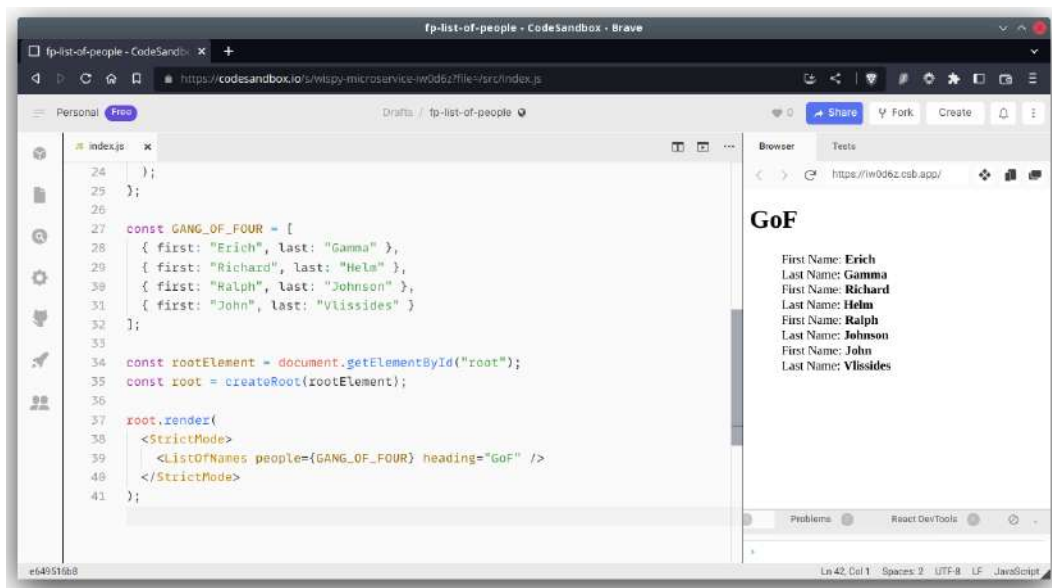 fp-list-of-people - CodeSandbox - Brave
fp-list-of-people - CodeSandb
https://codesandbox.io/s/wispy-microservice-iw0d6z?file=/src/index.js
Personal Free
Drafts / fp-list-of-people
0 Share Fork Create
index.js
24 );
25 };
26
27 const GANG_OF_FOUR = [
28 { first: "Erich", last: "Gamma" },
29 { first: "Richard", last: "Helm" },
30 { first: "Ralph", last: "Johnson" },
31 { first: "John", last: "Vlissides" }
32 ];
33
34 const rootElement = document.getElementById("root");
35 const root = createRoot(rootElement);
36
37 root.render(
38 <StrictMode>
39 <ListOfNames people={GANG_OF_FOUR} heading="GoF" />
40 </StrictMode>
41 );
Browser Tests
https://iw0d6z.csb.app/
GoF
First Name: Erich
Last Name: Gamma
First Name: Richard
Last Name: Helm
First Name: Ralph
Last Name: Johnson
First Name: John
Last Name: Vlissides
Problems React DevTools
e649516b8
Ln 42, Col 1 Spaces: 2 UTF-8 LF JavaScript